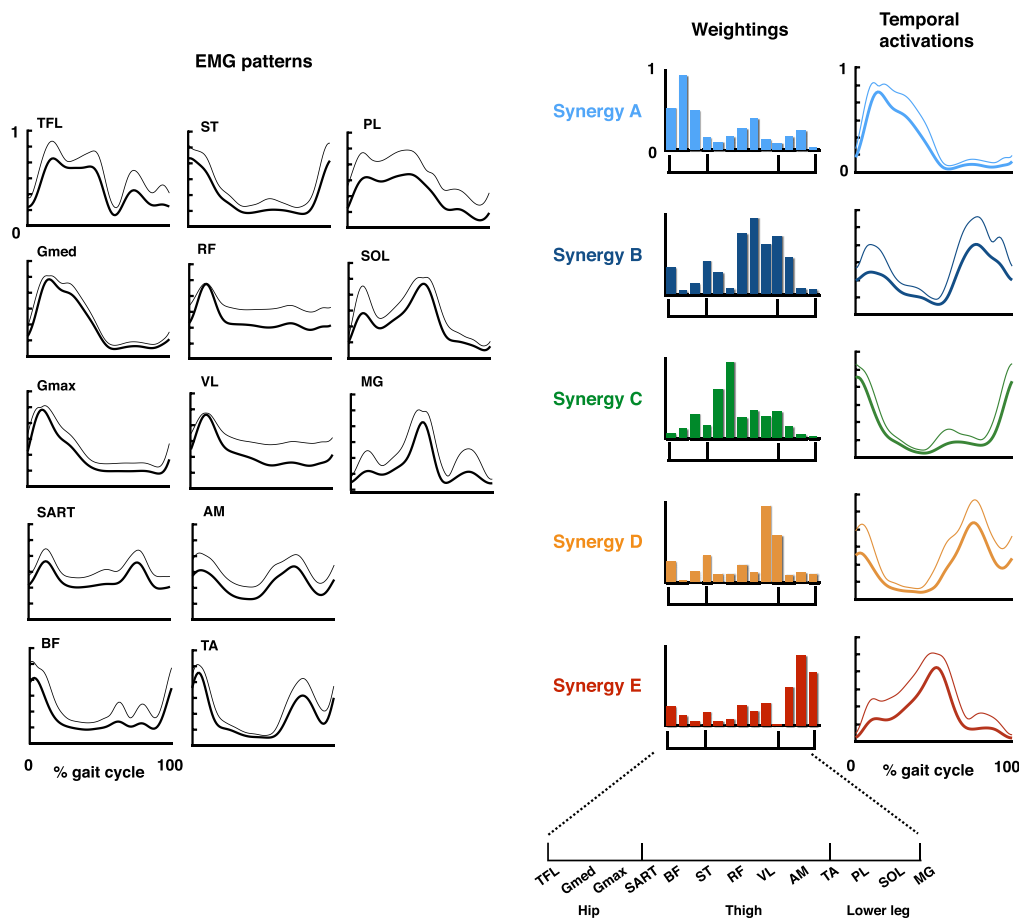 EMG patterns
Weightings
Temporal
activations
TFL
ST
PL
1
0
Gmed
RF
SOL
Gmax
VL
MG
SART
AM
BF
TA
0
% gait cycle
100
Synergy A
1
0
1
0
Synergy B
Synergy C
Synergy D
Synergy E
0
% gait cycle
100
TFL Gmed Gmax SART BF ST RF VL AM TA PL SOL MG
Hip Thigh Lower leg